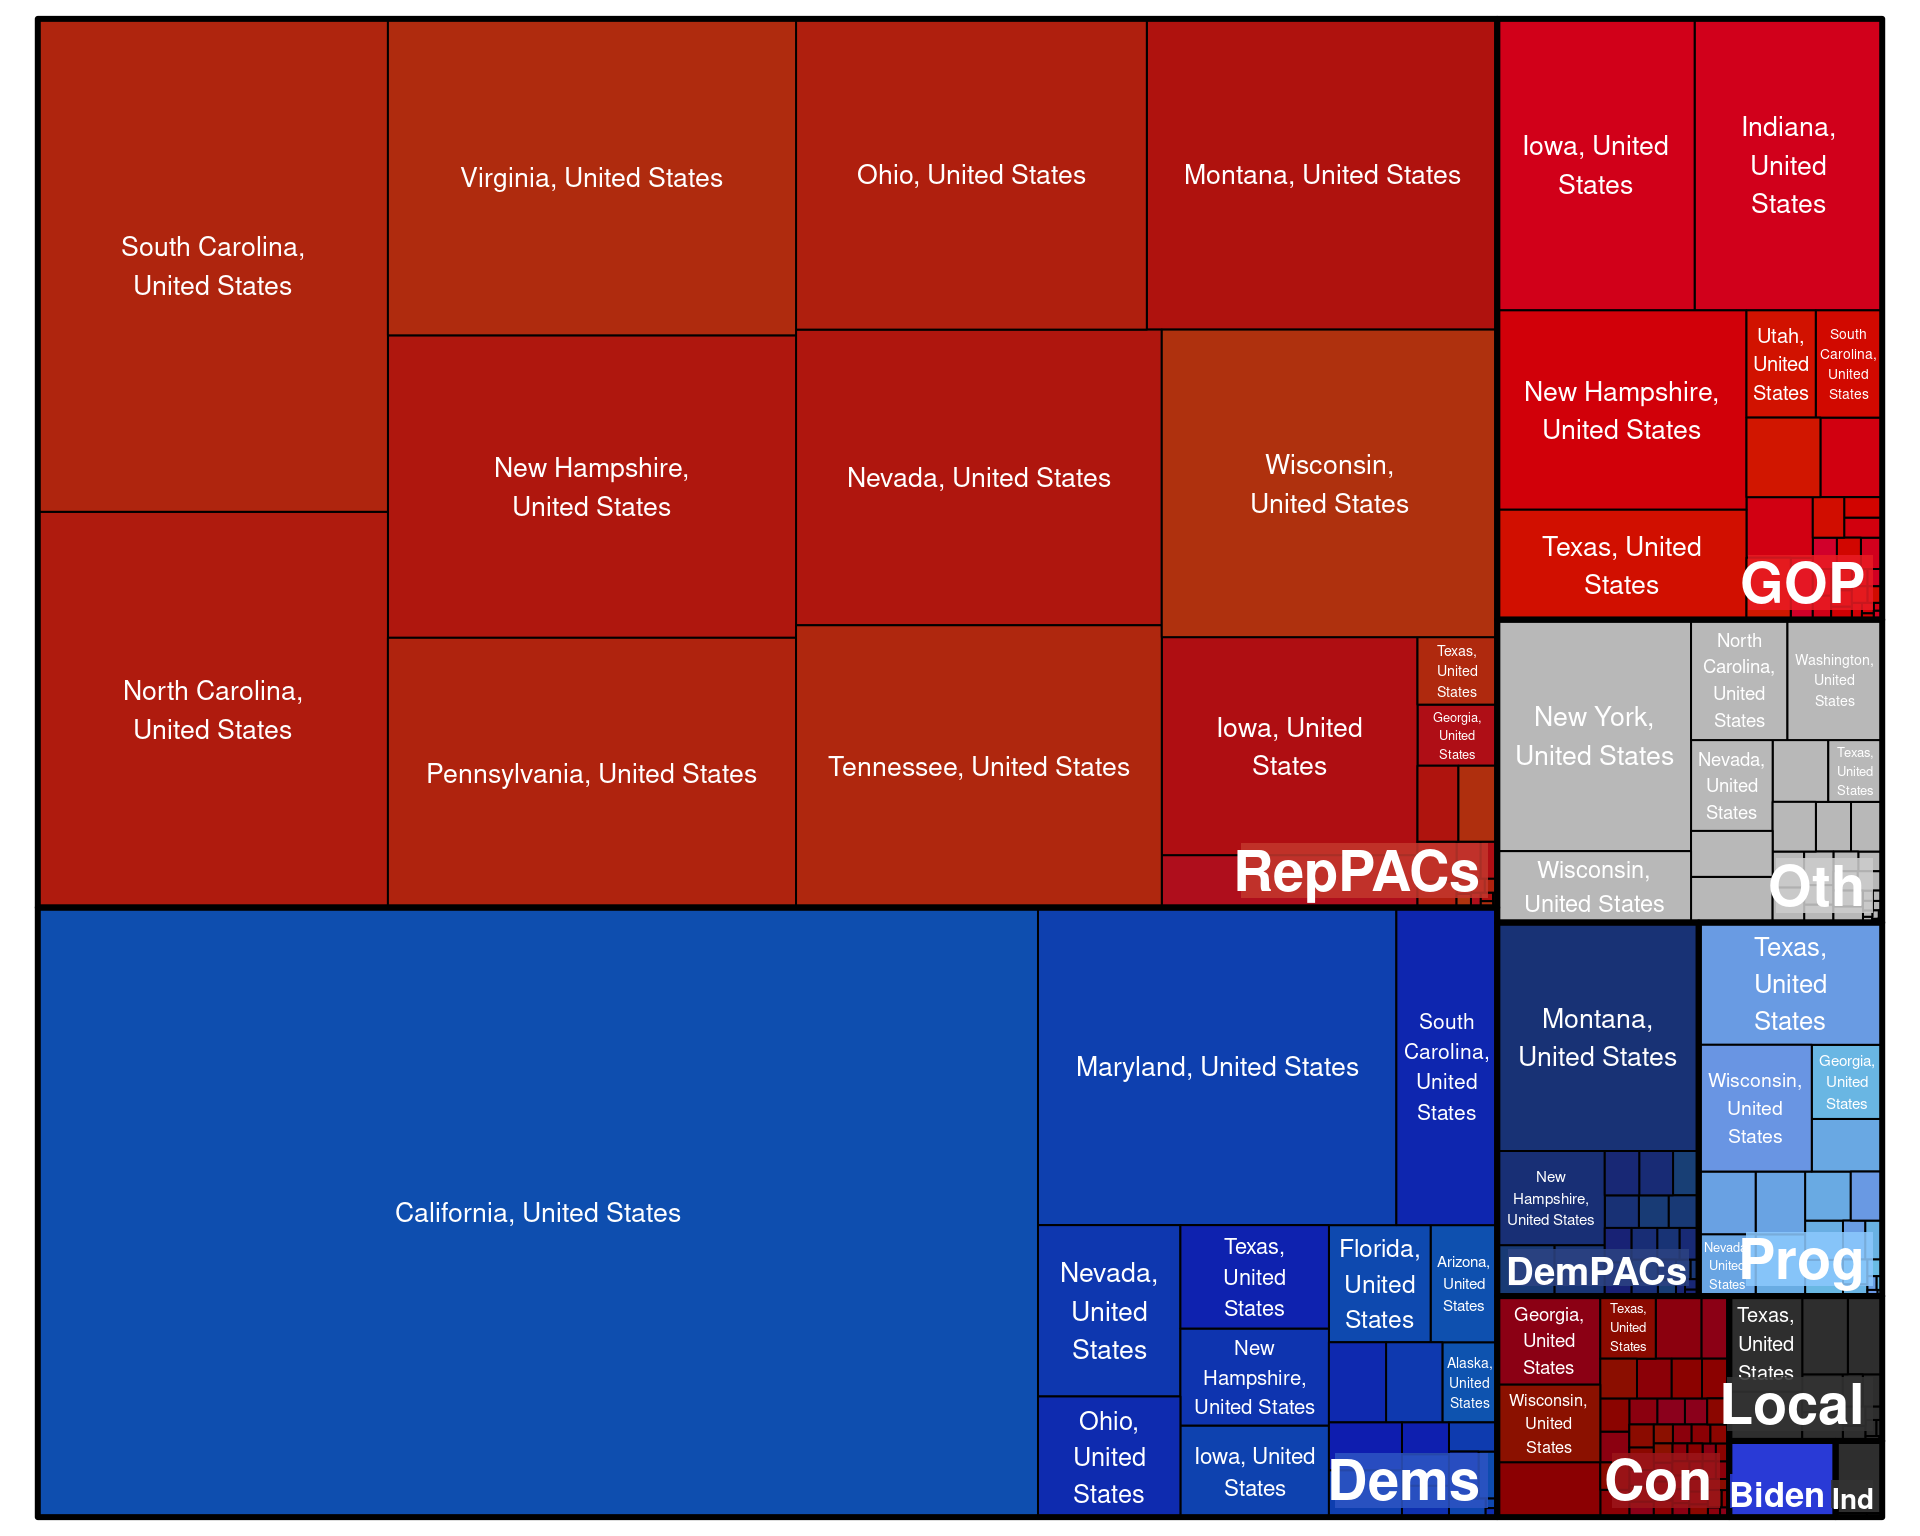 South Carolina,
United States
North Carolina,
United States
Virginia, United States
New Hampshire,
United States
Pennsylvania, United States
Ohio, United States
Montana, United States
Nevada, United States
Wisconsin,
United States
Tennessee, United States
Iowa, United
States
Texas,
United
States
Georgia,
United
States
RepPACs
Iowa, United
States
Indiana,
United
States
New Hampshire,
United States
Utah,
United
States
South
Carolina,
United
States
Texas, United
States
GOP
New York,
United States
North
Carolina,
United
States
Washington,
United
States
Nevada,
United
States
Texas,
United
States
Wisconsin,
United States
Oth
California, United States
Maryland, United States
South
Carolina,
United
States
Nevada,
United
States
Ohio,
United
States
Texas,
United
States
New
Hampshire,
United States
Iowa, United
States
Florida,
United
States
Arizona,
United
States
Alaska,
United
States
Dems
Montana,
United States
New
Hampshire,
United States
DemPACs
Texas,
United
States
Wisconsin,
United
States
Georgia,
United
States
Nevada
United
States
Prog
Georgia,
United
States
Texas,
United
States
Wisconsin,
United
States
Con
Texas,
United
States
Local
Biden
Ind